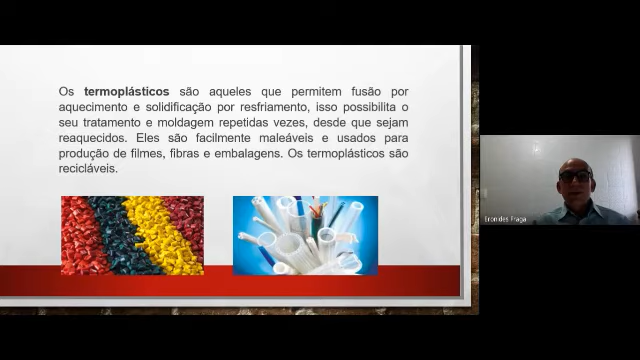 Os termoplásticos são aqueles que permitem fusão por
aquecimento e solidificação por resfriamento, isso possibilita o
seu tratamento e moldagem repetidas vezes, desde que sejam
reaquecidos. Eles são facilmente maleáveis e usados para
produção de filmes, fibras e embalagens. Os termoplásticos são
recicláveis.
Eronides Fraga